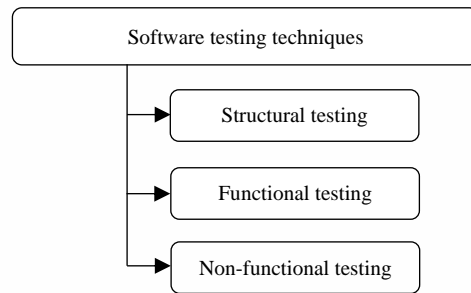 Software testing techniques
Structural testing
Functional testing
Non-functional testing